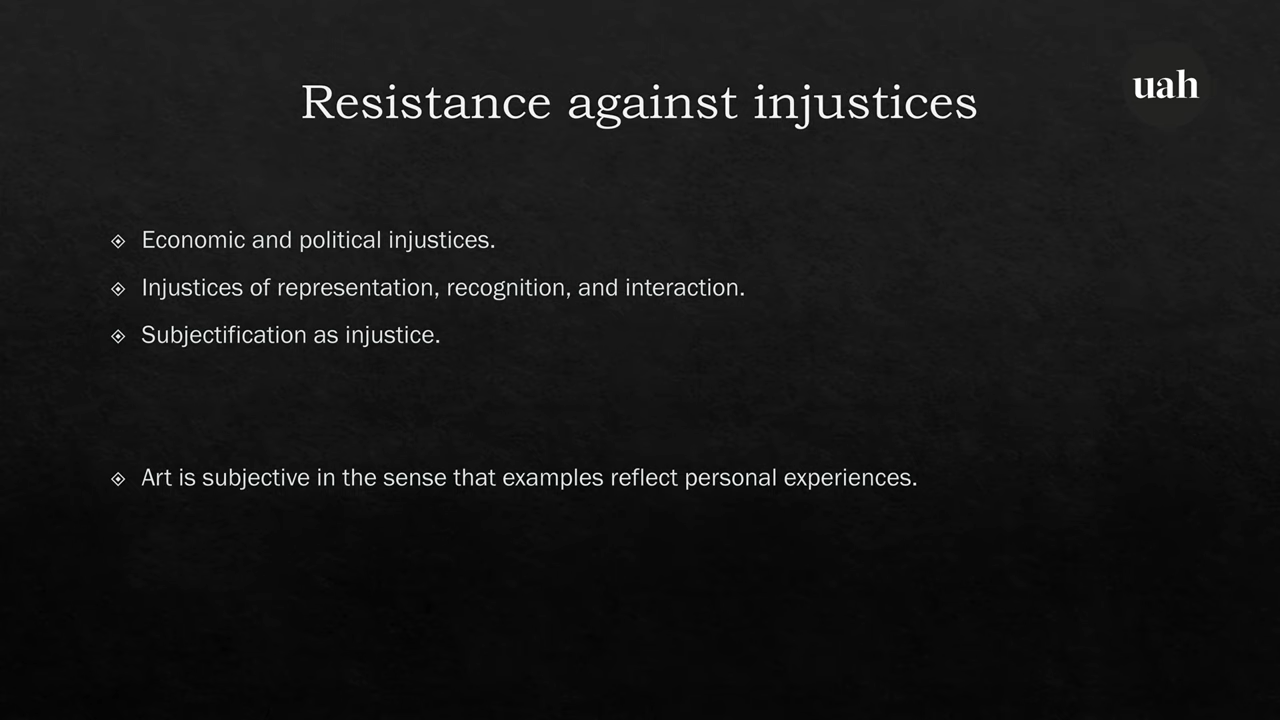 Resistance against injustices
uah
Economic and political injustices.
Injustices of representation, recognition, and interaction.
Subjectification as injustice.
Art is subjective in the sense that examples reflect personal experiences.